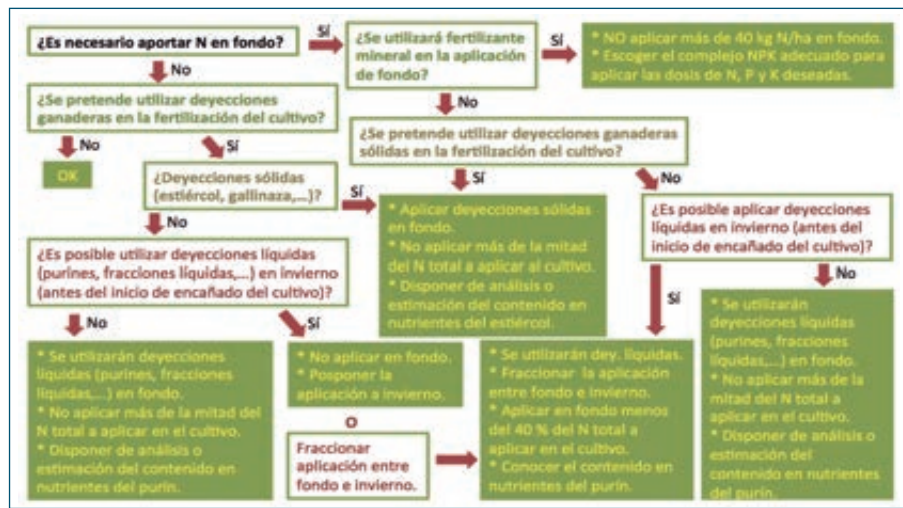 ¿Es necesario aportar N en fondo?
Sí
¿Se utilizará fertilizante
mineral en la aplicación
de fondo?
Sí
* NO aplicar más de 40 kg N/ha en fondo.
* Escoger el complejo NPK adecuado para
aplicar las dosis de N, P y K deseadas.
No
No
¿Se pretende utilizar deyecciones
ganaderas en la fertilización del cultivo?
¿Se pretende utilizar deyecciones ganaderas
sólidas en la fertilización del cultivo?
No
Sí
OK
¿Deyecciones sólidas
(estiércol, gallinaza,...)?
Sí
Sí
No
* Aplicar deyecciones sólidas
en fondo.
* No aplicar más de la mitad
del N total a aplicar al cultivo.
* Disponer de análisis o
estimación del contenido en
nutrientes del estiércol.
¿Es posible aplicar deyecciones
líquidas en invierno (antes del
inicio de encañado del cultivo)?
No
¿Es posible utilizar deyecciones líquidas
(purines, fracciones líquidas,...) en invierno
(antes del inicio de encañado del cultivo)?
No
Sí
Sí
No
* Se utilizarán deyecciones
líquidas (purines, fracciones
líquidas,...) en fondo.
* No aplicar más de la mitad del
N total a aplicar en el cultivo.
* Disponer de análisis o
estimación del contenido en
nutrientes del purín.
* No aplicar en fondo.
* Posponer la
aplicación a invierno.
O
Fraccionar
aplicación entre
fondo e invierno.
* Se utilizarán dey. líquidas.
* Fraccionar la aplicación
entre fondo e invierno.
* Aplicar en fondo menos
del 40 % del N total a
aplicar en el cultivo.
* Conocer el contenido en
nutrientes del purín.
* Se utilizarán
deyecciones líquidas
(purines, fracciones
líquidas,...) en fondo.
* No aplicar más de la
mitad del N total a
aplicar en el cultivo.
* Disponer de análisis o
estimación del
contenido en nutrientes
del purín.